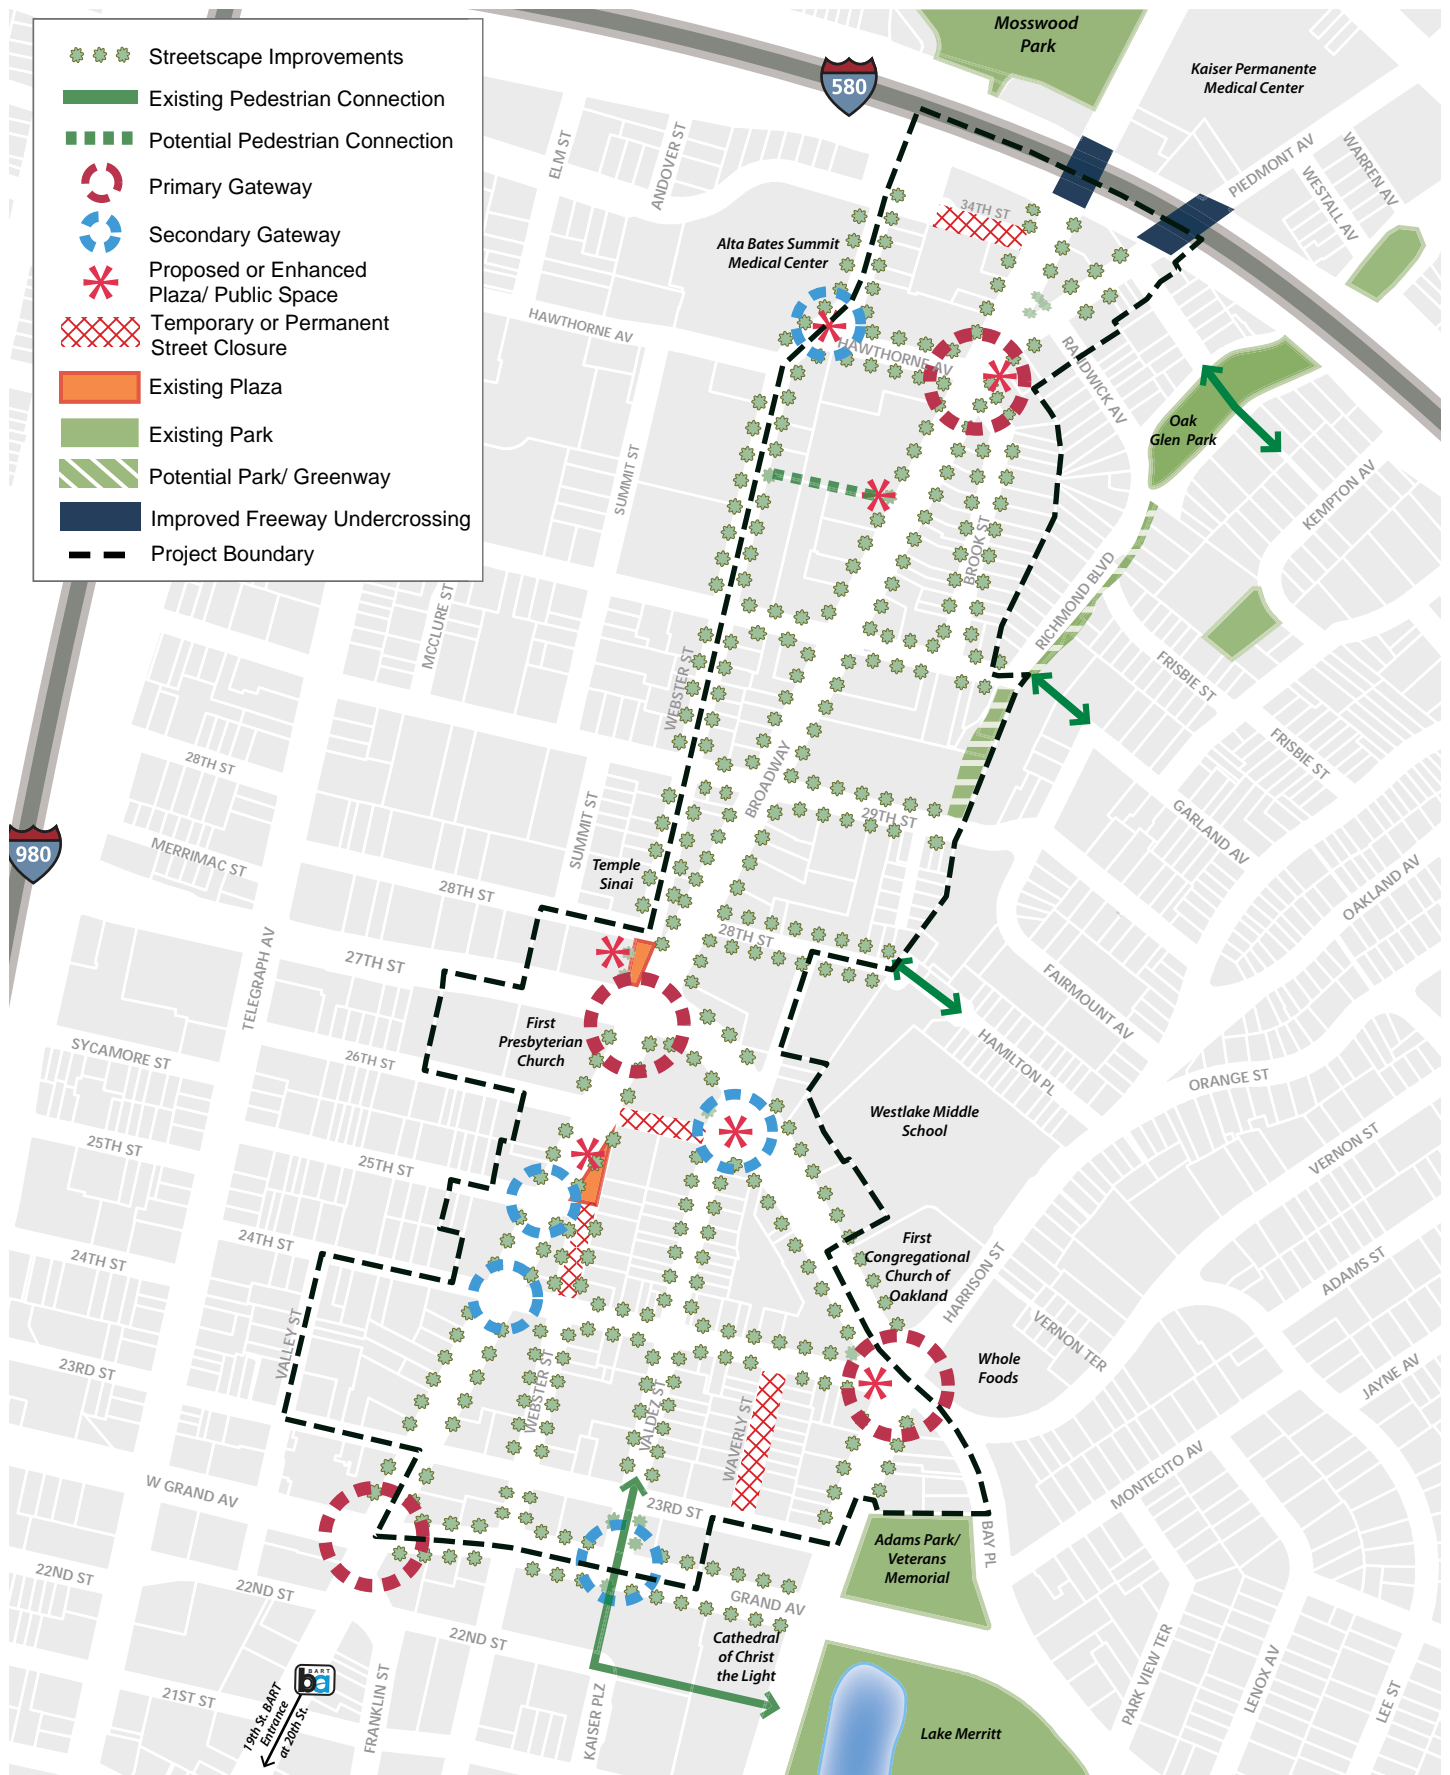 Streetscape Improvements
Existing Pedestrian Connection
Potential Pedestrian Connection
Primary Gateway
Secondary Gateway
Proposed or Enhanced
Plaza/ Public Space
Temporary or Permanent
Street Closure
Existing Plaza
Existing Park
Potential Park/ Greenway
Improved Freeway Undercrossing
Project Boundary
Mosswood
Park
580
Kaiser Permanente
Medical Center
ELM ST
ANDOVER ST
PIEDMONT AV
WARREN AV
WESTALL AV
34TH ST
Alta Bates Summit
Medical Center
HAWTHORNE AV
HAWTHORNE AV
RANDWICK AV
Oak
Glen Park
SUMMIT ST
KEMPTON AV
BROOK ST
RICHMOND BLVD
MCCLURE ST
WEBSTER ST
FRISBIE ST
FRISBIE ST
28TH ST
BROADWAY
29TH ST
GARLAND AV
980
MERRIMAC ST
SUMMIT ST
Temple
Sinai
28TH ST
OAKLAND AV
28TH ST
27TH ST
TELEGRAPH AV
FAIRMOUNT AV
First
Presbyterian
Church
SYCAMORE ST
26TH ST
HAMILTON PL
ORANGE ST
Westlake Middle
School
25TH ST
25TH ST
VERNON ST
24TH ST
24TH ST
First
Congregational
Church of
Oakland
HARRISON ST
ADAMS ST
VALLEY ST
VERNON TER
23RD ST
Whole
Foods
JAYNE AV
WEBSTER ST
VALDEZ ST
WAVERLY ST
MONTECITO AV
W GRAND AV
23RD ST
BAY PL
Adams Park/
Veterans
Memorial
22ND ST
22ND ST
GRAND AV
22ND ST
Cathedral
of Christ
the Light
PARK VIEW TER
LENOX AV
LEE ST
21ST ST
BART
ba
19th St. BART
Entrance
at 20th St.
FRANKLIN ST
KAISER PLZ
Lake Merritt